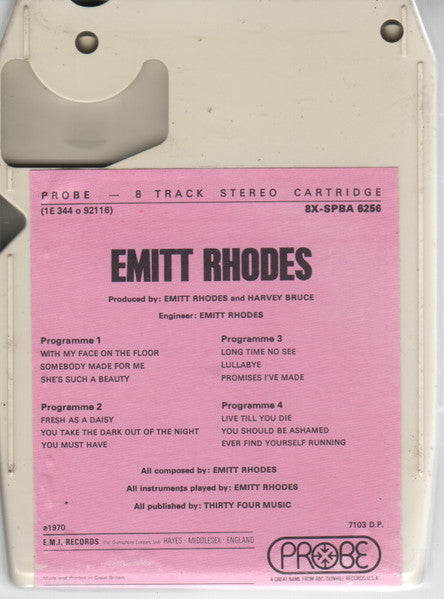 PROBE — 8 TRACK STEREO CARTRIDGE
(1E 344 o 92116) 8X-SPBA 6256
EMITT RHODES
Produced by: EMITT RHODES and HARVEY BRUCE
Engineer: EMITT RHODES
Programme 1
WITH MY FACE ON THE FLOOR
SOMEBODY MADE FOR ME
SHE'S SUCH A BEAUTY
Programme 2
FRESH AS A DAISY
YOU TAKE THE DARK OUT OF THE NIGHT
YOU MUST HAVE
Programme 3
LONG TIME NO SEE
LULLABYE
PROMISES I'VE MADE
Programme 4
LIVE TILL YOU DIE
YOU SHOULD BE ASHAMED
EVER FIND YOURSELF RUNNING
All composed by: EMITT RHODES
All instruments played by: EMITT RHODES
All published by: THIRTY FOUR MUSIC
℗1970 7103 D.P.
E.M.I. RECORDS (The Gramophone Company Ltd.) HAYES · MIDDLESEX · ENGLAND
PROBE
A GREAT NAME FROM ABC/DUNHILL RECORDS U.S.A.
Made and Printed in Great Britain